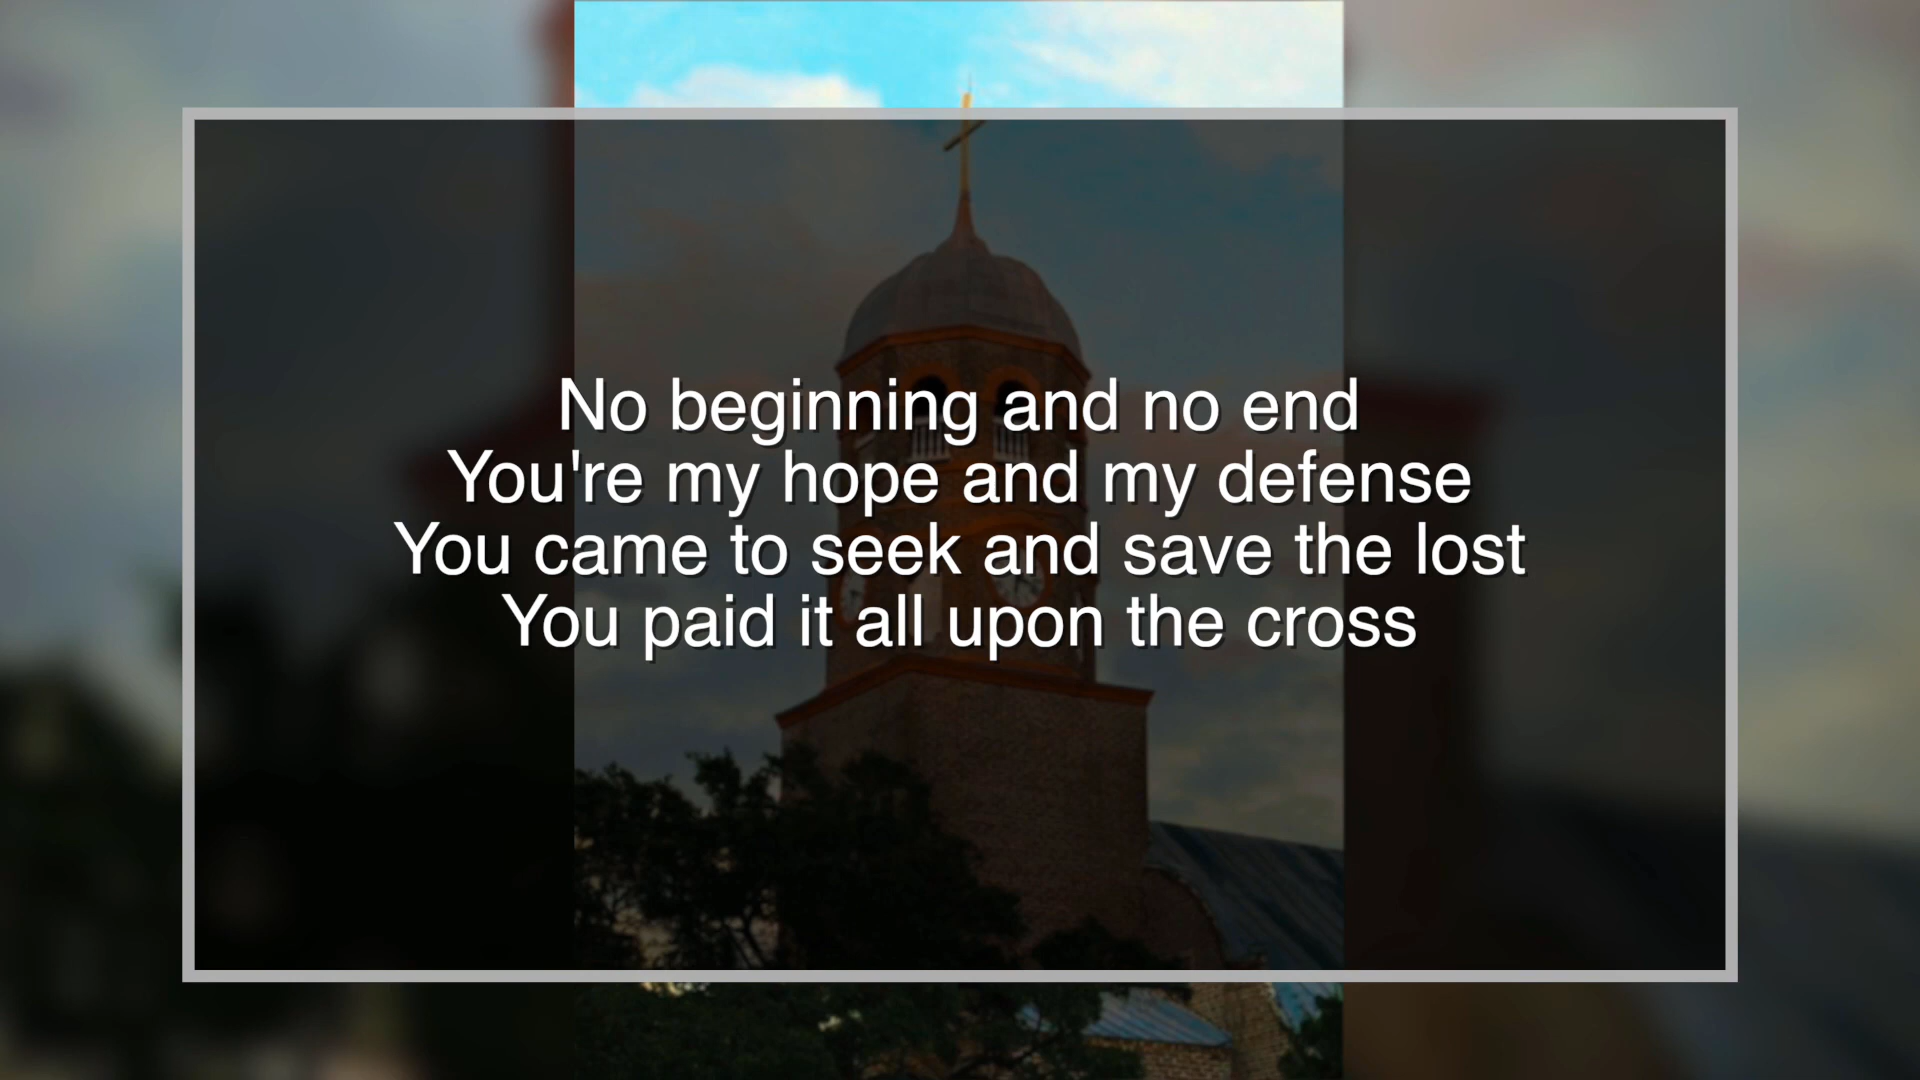 No beginning and no end
You're my hope and my defense
You came to seek and save the lost
You paid it all upon the cross